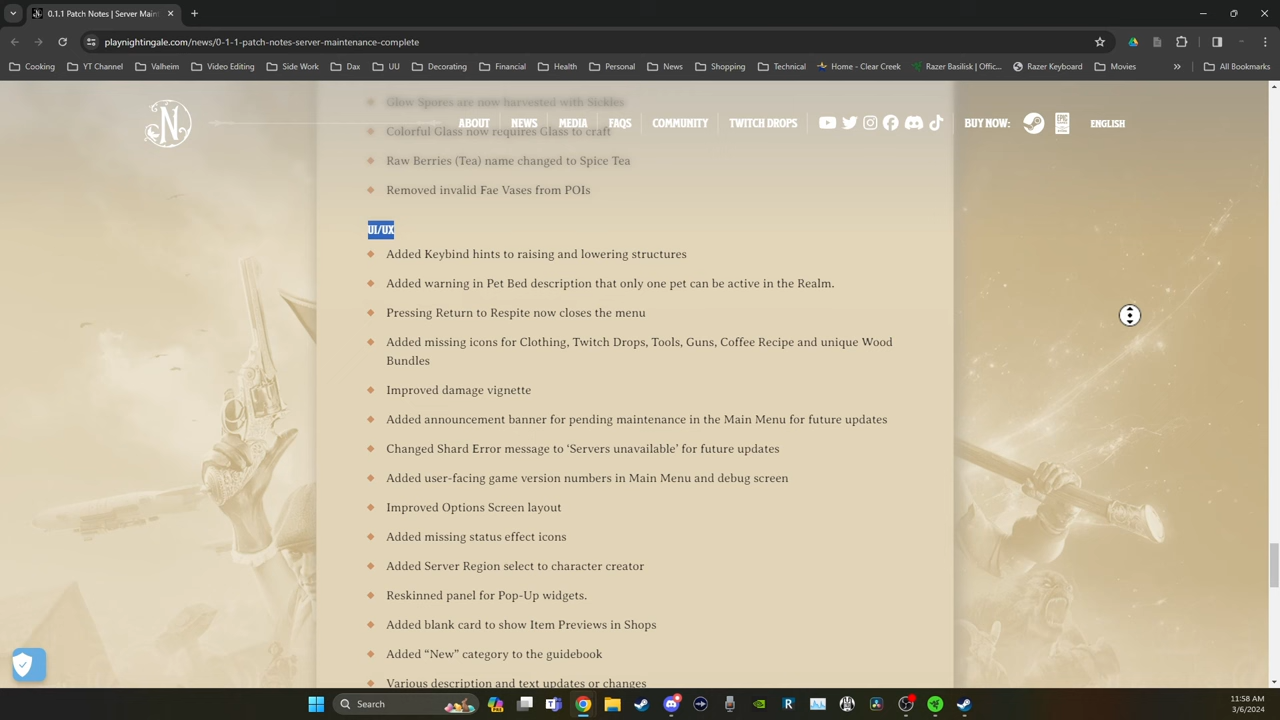 0.1.1 Patch Notes | Server Main
playnightingale.com/news/0-1-1-patch-notes-server-maintenance-complete
Cooking YT Channel Valheim Video Editing Side Work Dax UU Decorating Financial Health Personal News Shopping Technical Home - Clear Creek Razer Basilisk | Offic... Razer Keyboard Movies » All Bookmarks
Glow Spores are now harvested with Sickles
N ABOUT NEWS MEDIA FAQS COMMUNITY TWITCH DROPS BUY NOW: ENGLISH
Colorful Glass now requires Glass to craft
Raw Berries (Tea) name changed to Spice Tea
Removed invalid Fae Vases from POIs
UI/UX
Added Keybind hints to raising and lowering structures
Added warning in Pet Bed description that only one pet can be active in the Realm.
Pressing Return to Respite now closes the menu
Added missing icons for Clothing, Twitch Drops, Tools, Guns, Coffee Recipe and unique Wood
Bundles
Improved damage vignette
Added announcement banner for pending maintenance in the Main Menu for future updates
Changed Shard Error message to ‘Servers unavailable’ for future updates
Added user-facing game version numbers in Main Menu and debug screen
Improved Options Screen layout
Added missing status effect icons
Added Server Region select to character creator
Reskinned panel for Pop-Up widgets.
Added blank card to show Item Previews in Shops
Added “New” category to the guidebook
Various description and text updates or changes
Search
11:58 AM
3/6/2024